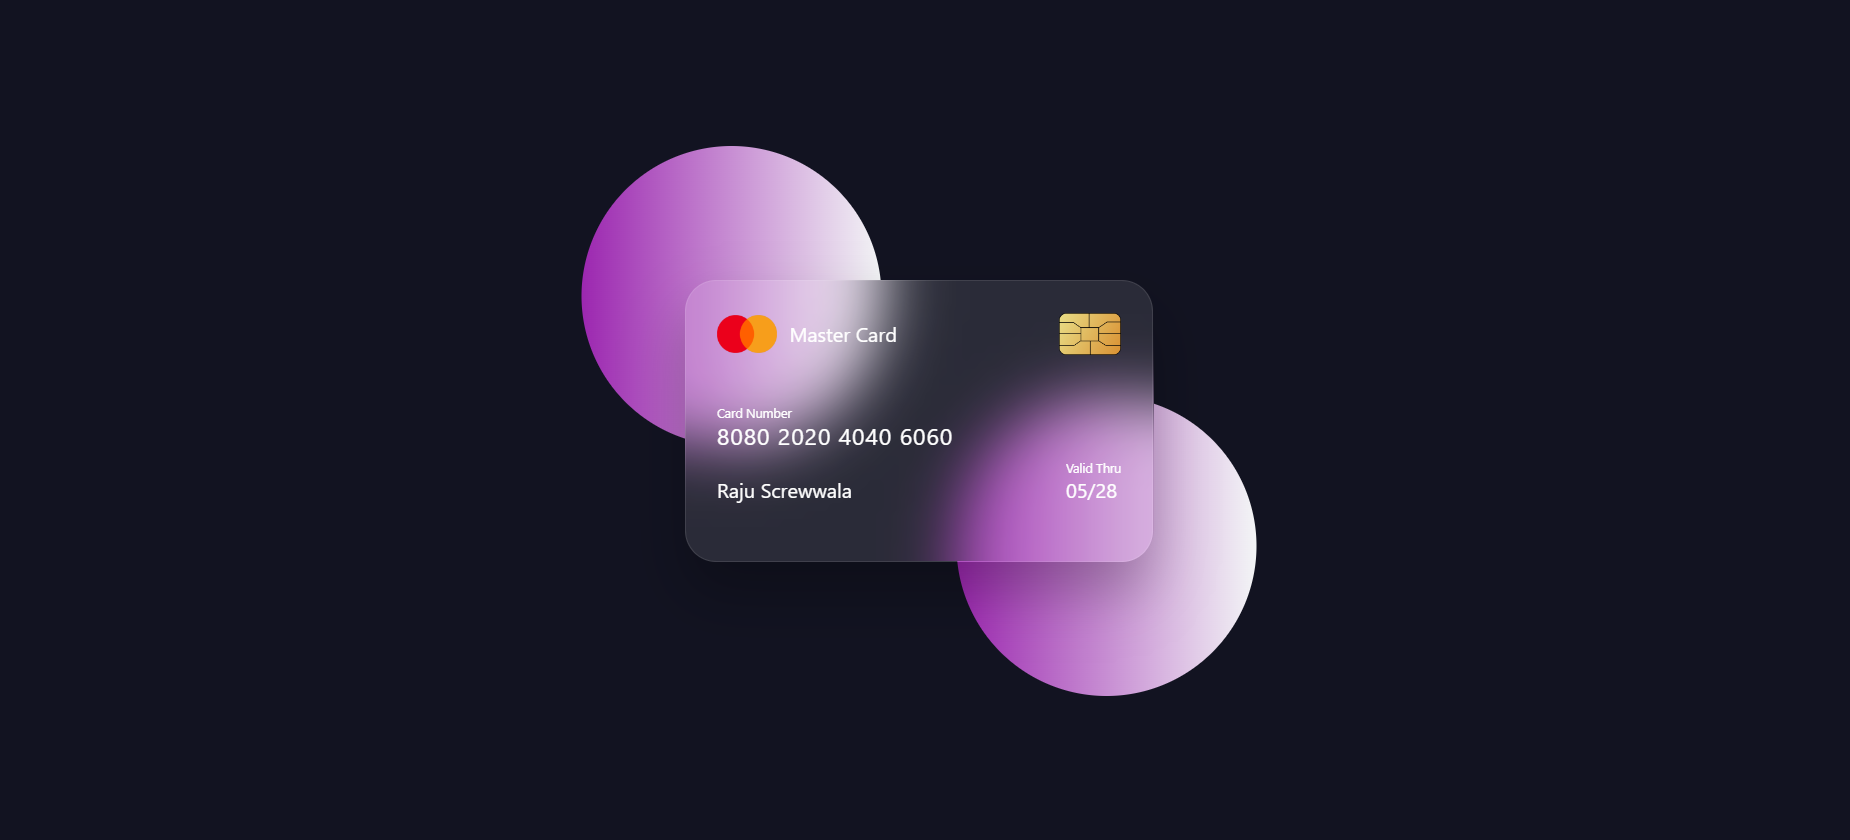 Master Card
Card Number
8080 2020 4040 6060
Valid Thru
Raju Screwwala
05/28